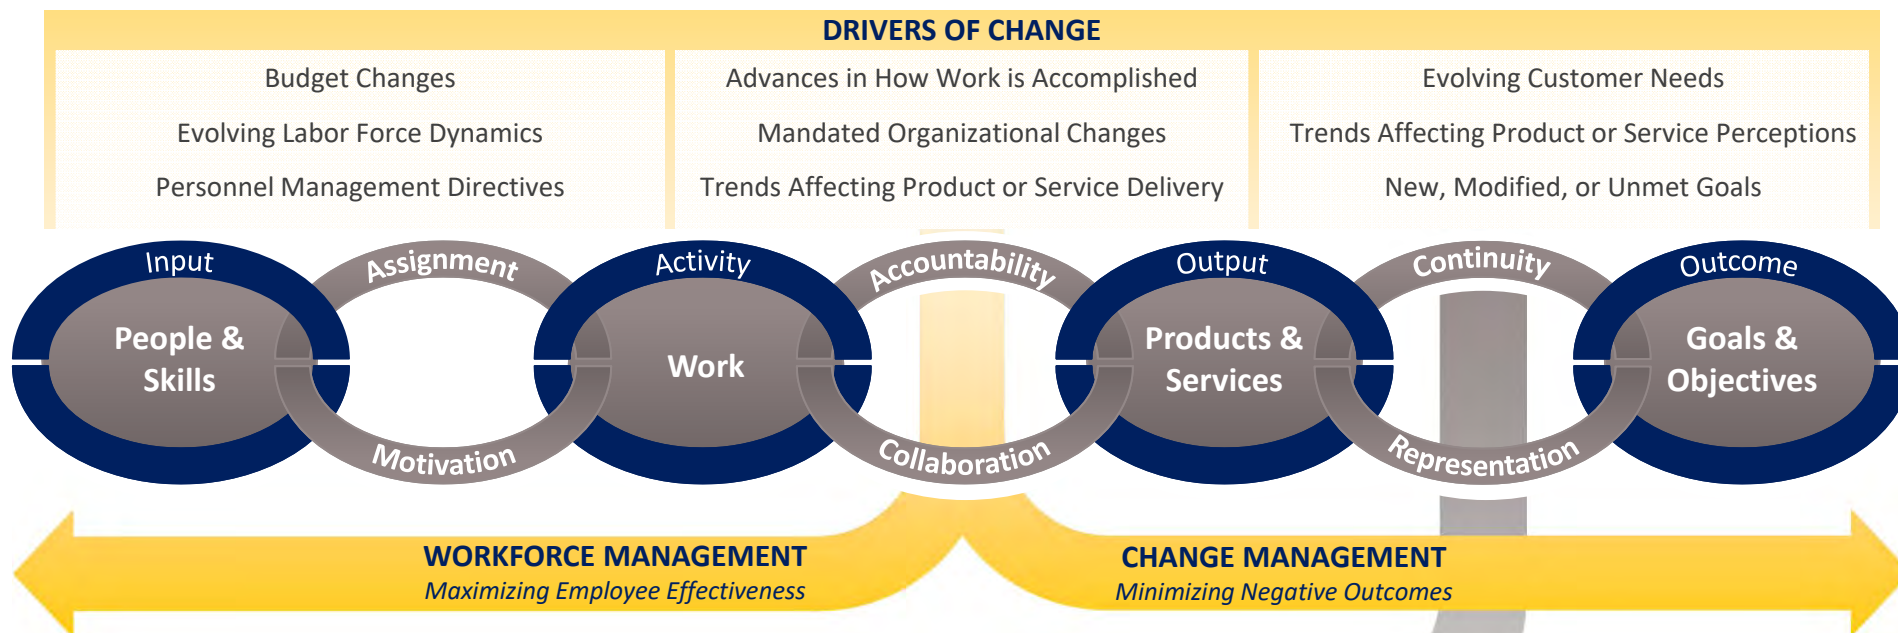 DRIVERS OF CHANGE
Budget Changes
Evolving Labor Force Dynamics
Personnel Management Directives
Advances in How Work is Accomplished
Mandated Organizational Changes
Trends Affecting Product or Service Delivery
Evolving Customer Needs
Trends Affecting Product or Service Perceptions
New, Modified, or Unmet Goals
Input
People &
Skills
Assignment
Motivation
Activity
Work
Accountability
Collaboration
Output
Products &
Services
Continuity
Representation
Outcome
Goals &
Objectives
WORKFORCE MANAGEMENT
Maximizing Employee Effectiveness
CHANGE MANAGEMENT
Minimizing Negative Outcomes